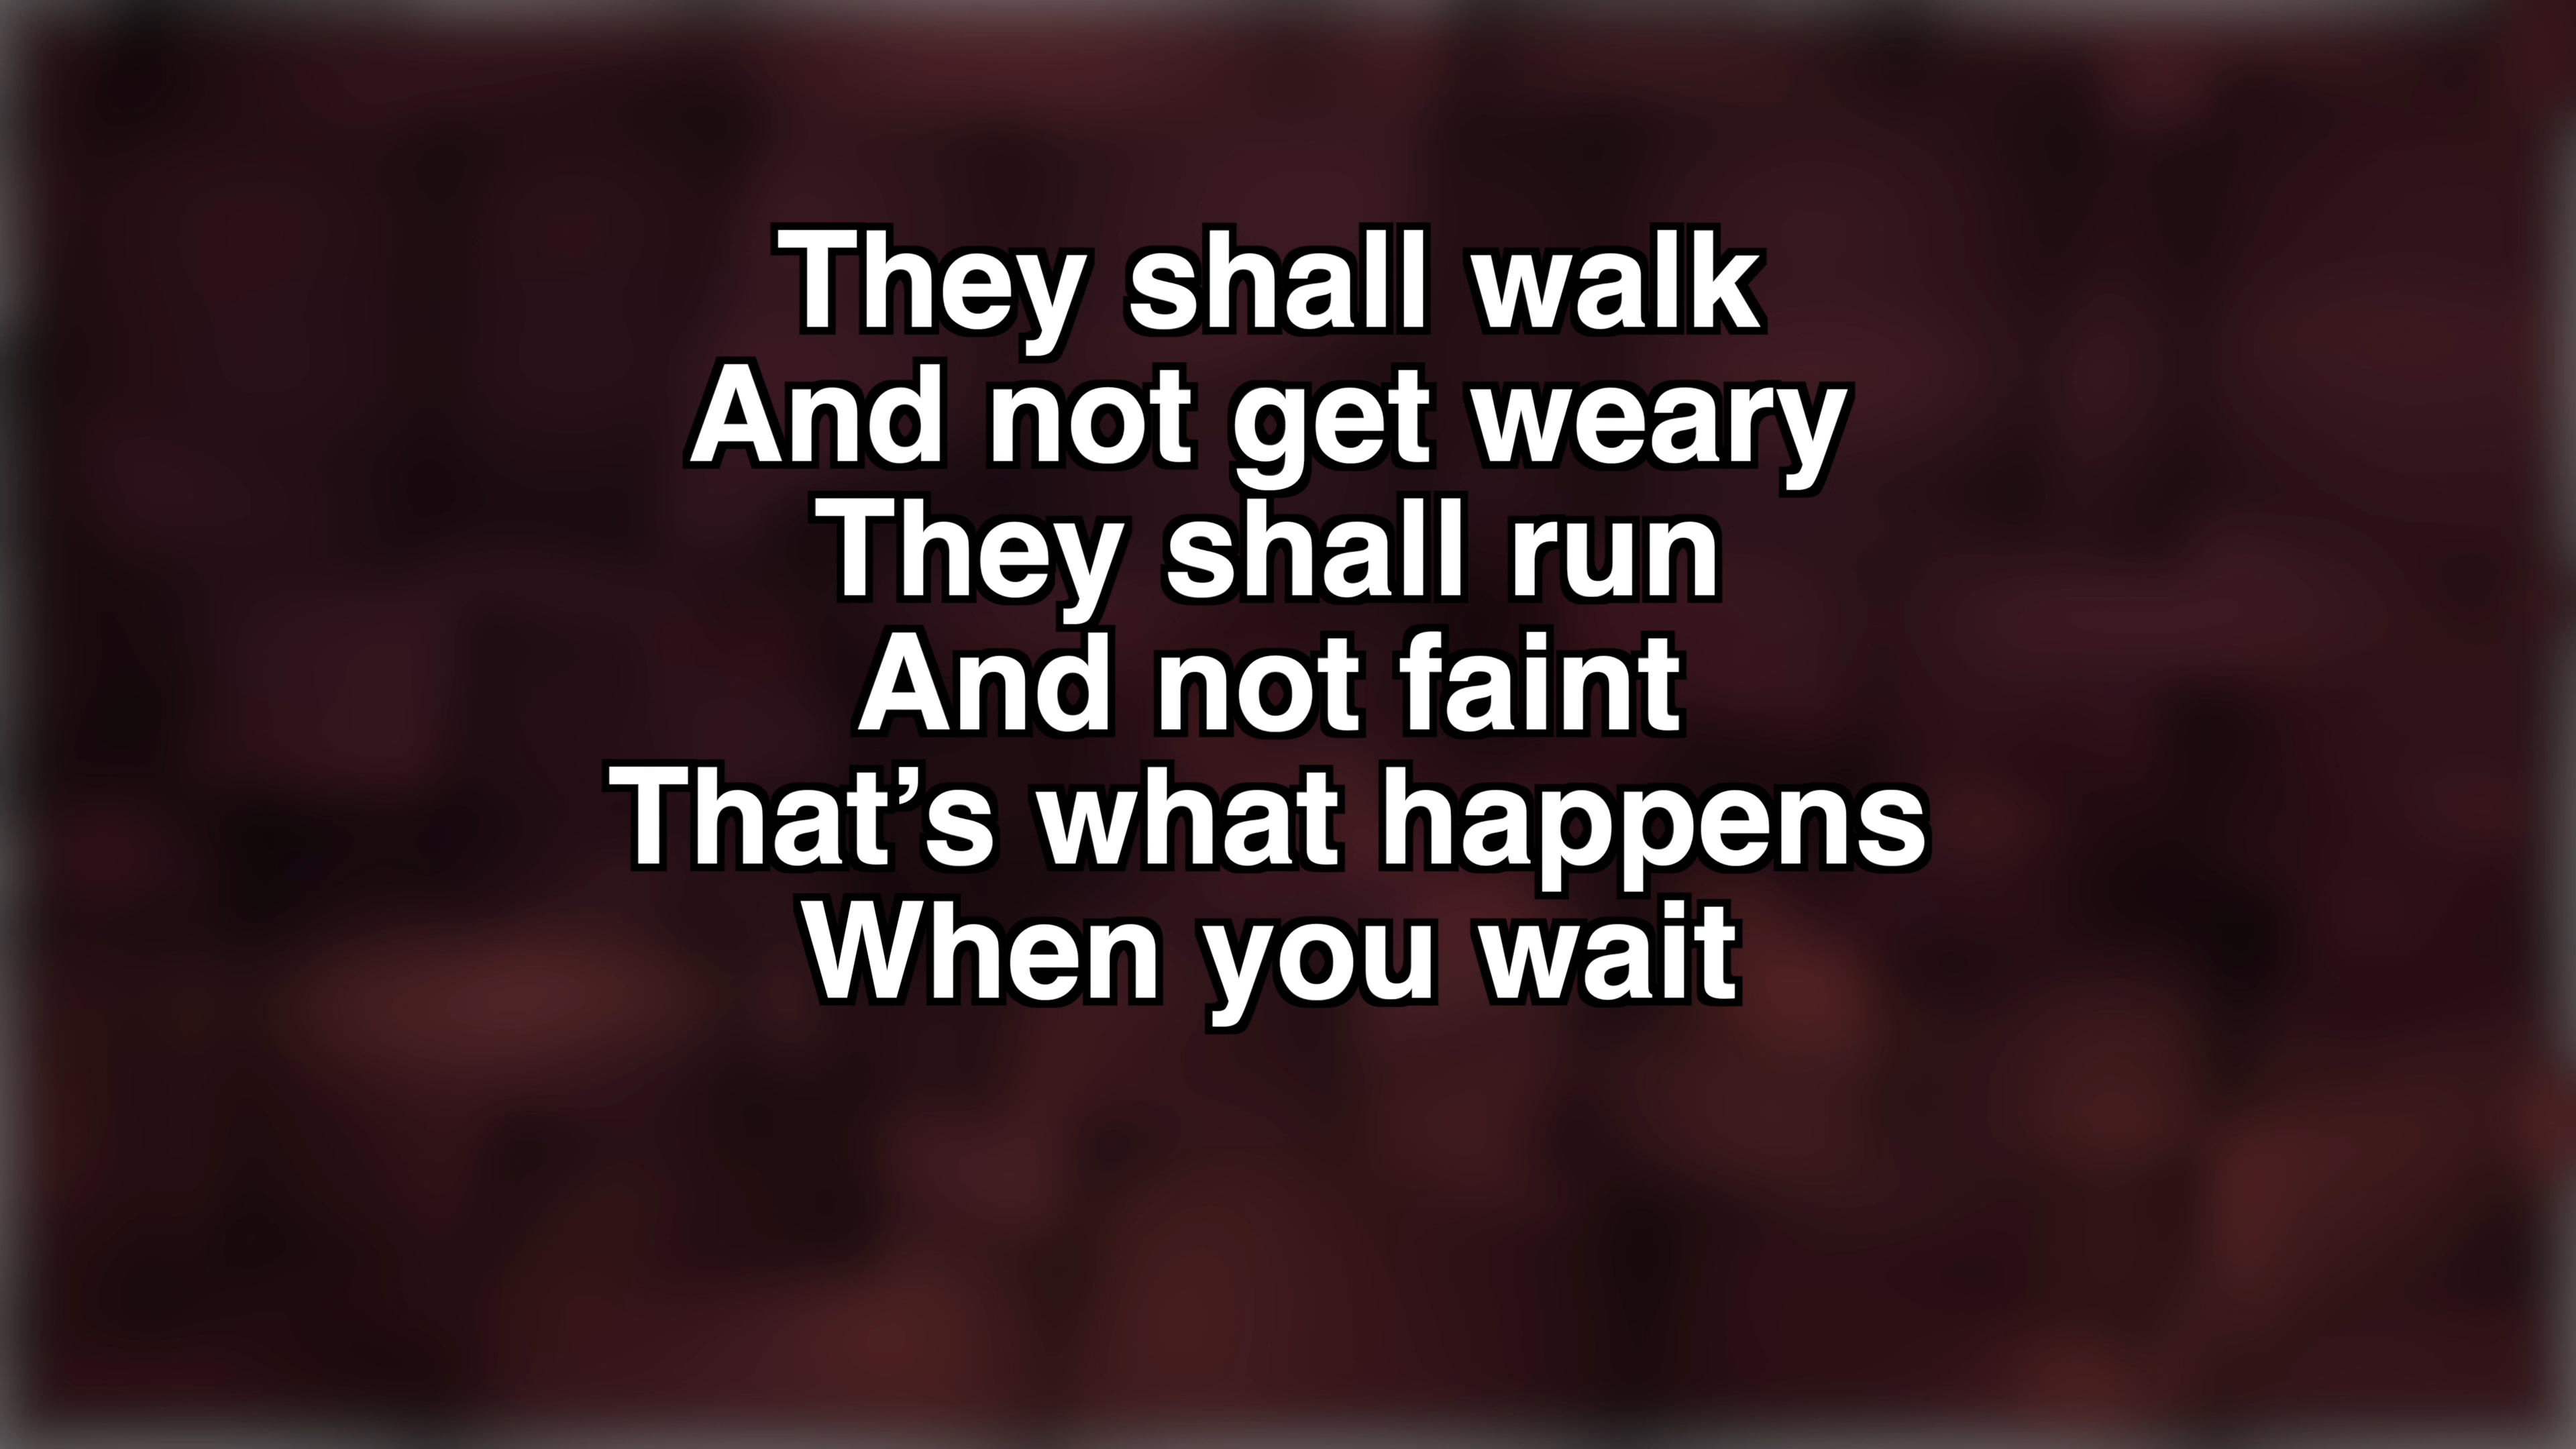 They shall walk
And not get weary
They shall run
And not faint
That’s what happens
When you wait